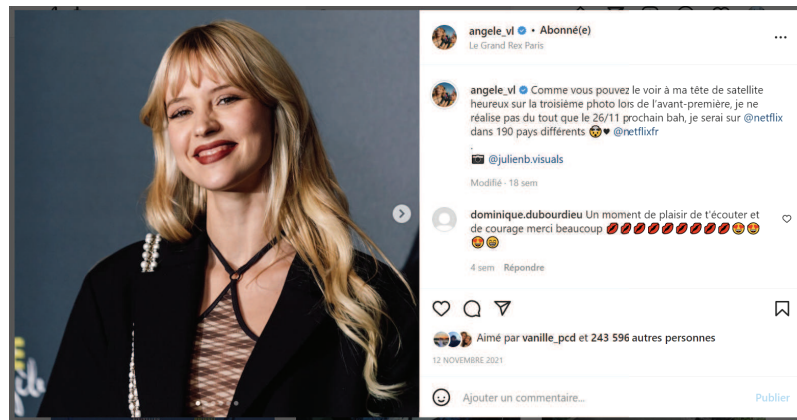 angele_vl • Abonné(e)
Le Grand Rex Paris
angele_vl Comme vous pouvez le voir à ma tête de satellite
heureux sur la troisième photo lors de l'avant-première, je ne
réalise pas du tout que le 26/11 prochain bah, je serai sur @netflix
dans 190 pays différents 🤯♥ @netflixfr
.
📷 @julienb.visuals
Modifié · 18 sem
dominique.dubourdieu Un moment de plaisir de t'écouter et
de courage merci beaucoup 💋💋💋💋💋💋💋💋💋😍😍
😍😁
4 sem Répondre
Aimé par vanille_pcd et 243 596 autres personnes
12 NOVEMBRE 2021
Ajouter un commentaire... Publier